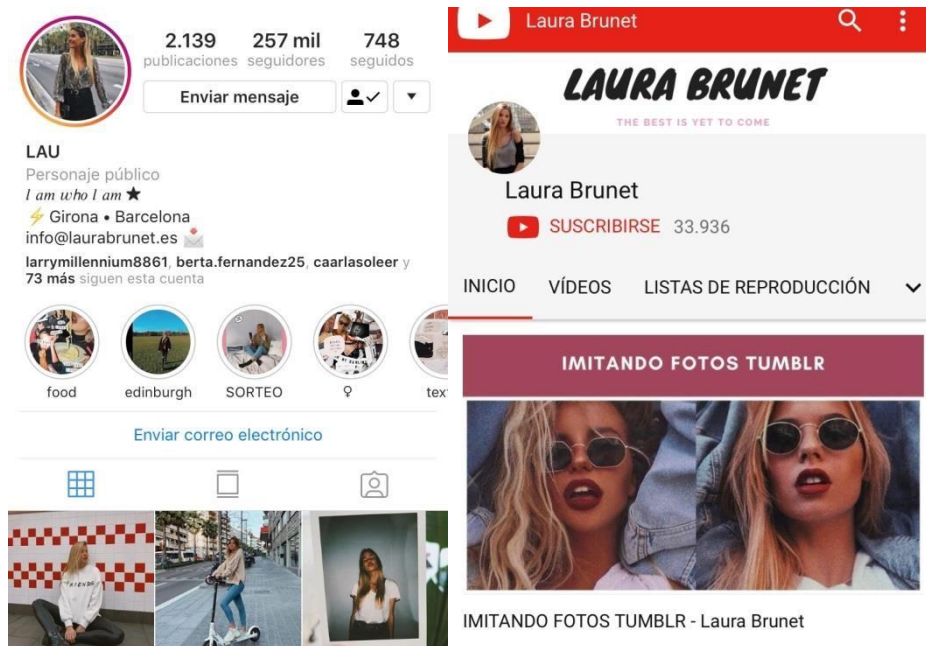 2.139 257 mil 748
publicaciones seguidores seguidos
Enviar mensaje
LAU
Personaje público
I am who I am
Girona • Barcelona
info@laurabrunet.es
larrymillennium8861, berta.fernandez25, caarlasoleer y
73 más siguen esta cuenta
food edinburgh SORTEO ♀ tex
Enviar correo electrónico
Laura Brunet
LAURA BRUNET
THE BEST IS YET TO COME
Laura Brunet
SUSCRIBIRSE 33.936
INICIO VÍDEOS LISTAS DE REPRODUCCIÓN
IMITANDO FOTOS TUMBLR
IMITANDO FOTOS TUMBLR - Laura Brunet